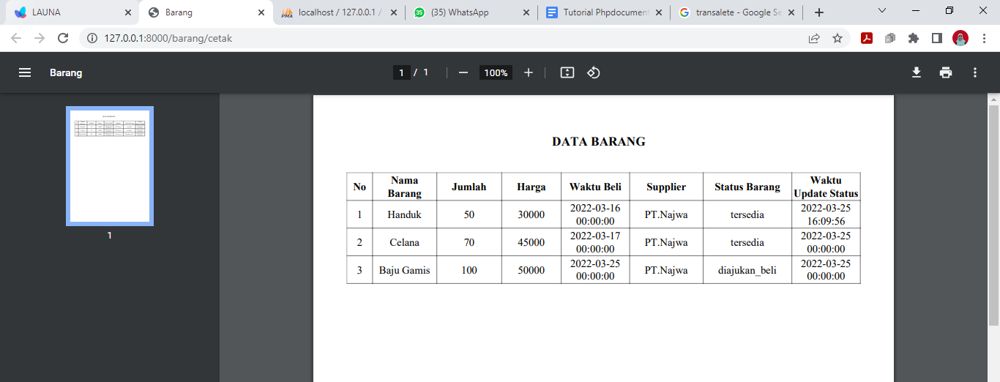 LAUNA
Barang
localhost / 127.0.0.1 /
(35) WhatsApp
Tutorial Phpdocument
transalete - Google Se
127.0.0.1:8000/barang/cetak
Barang
1 / 1
100%
1
DATA BARANG
No Nama Barang Jumlah Harga Waktu Beli Supplier Status Barang Waktu Update Status
1 Handuk 50 30000 2022-03-16 00:00:00 PT.Najwa tersedia 2022-03-25 16:09:56
2 Celana 70 45000 2022-03-17 00:00:00 PT.Najwa tersedia 2022-03-25 00:00:00
3 Baju Gamis 100 50000 2022-03-25 00:00:00 PT.Najwa diajukan_beli 2022-03-25 00:00:00